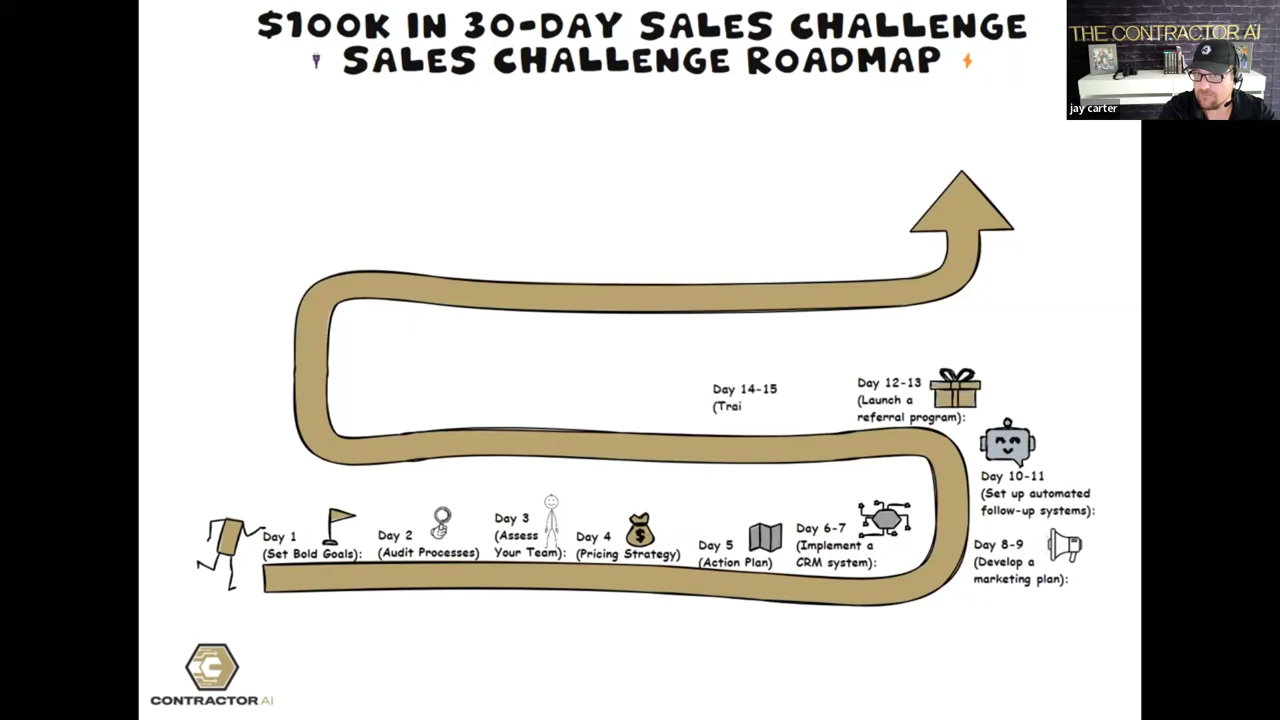 $100K IN 30-DAY SALES CHALLENGE
SALES CHALLENGE ROADMAP
THE CONTRACTOR AI
jay carter
Day 14-15
(Trai
Day 12-13
(Launch a
referral program):
Day 10-11
(Set up automated
follow-up systems):
Day 1
(Set Bold Goals):
Day 2
(Audit Processes)
Day 3
(Assess
Your Team):
Day 4
(Pricing Strategy)
$
Day 5
(Action Plan)
Day 6-7
(Implement a
CRM system):
Day 8-9
(Develop a
marketing plan):
CONTRACTOR AI